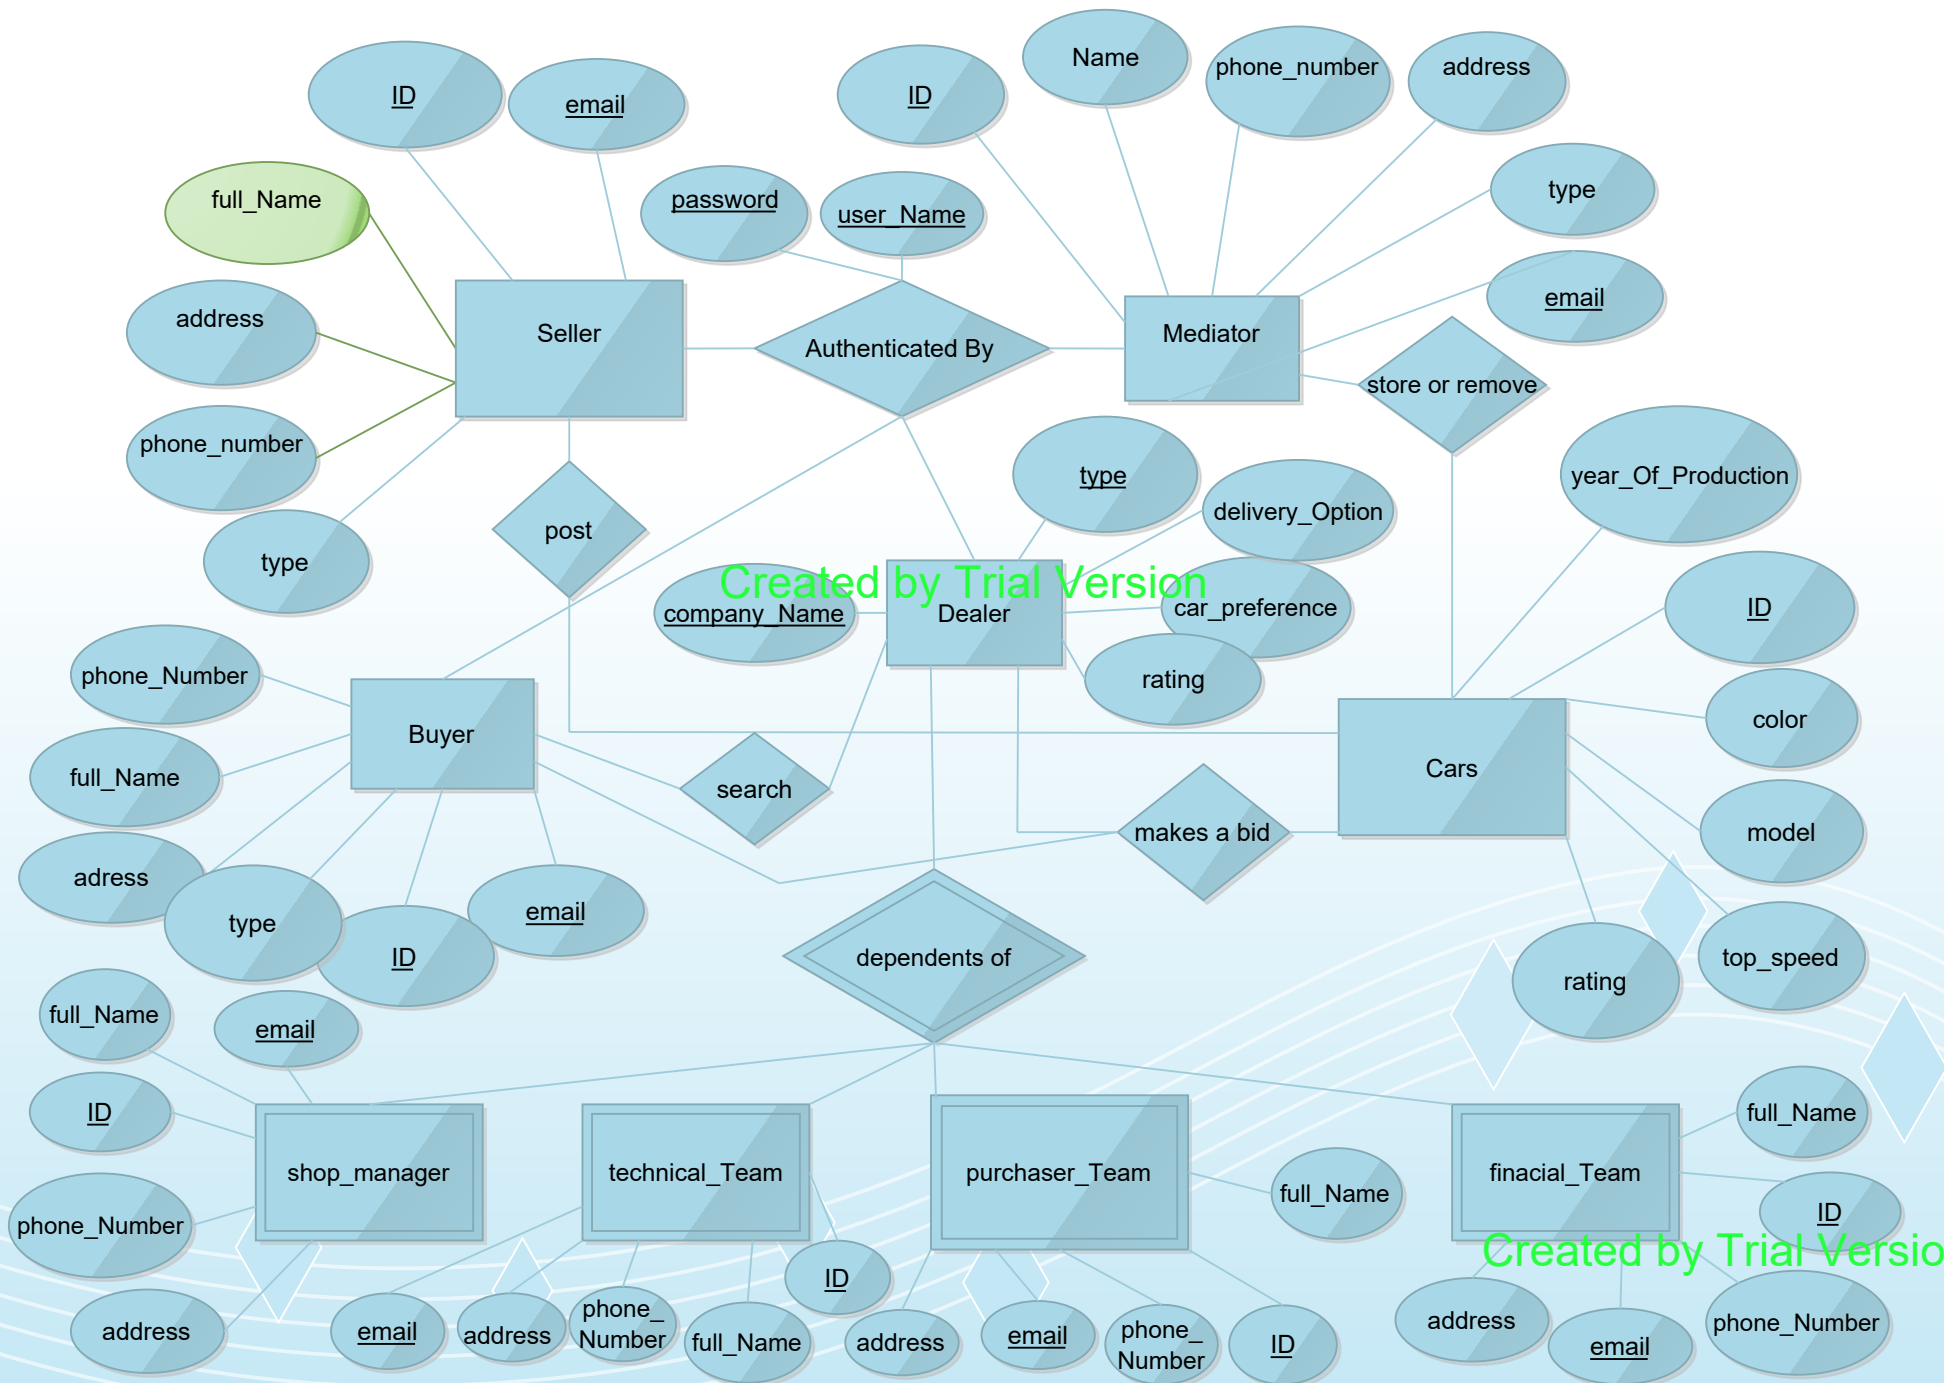 ID
email
ID
Name
phone_number
address
full_Name
password
user_Name
type
address
Seller
Authenticated By
Mediator
email
store or remove
phone_number
type
post
type
delivery_Option
year_Of_Production
Created by Trial Version
company_Name
Dealer
car_preference
ID
phone_Number
rating
color
Buyer
full_Name
search
makes a bid
Cars
model
adress
type
ID
email
dependents of
rating
top_speed
full_Name
email
ID
full_Name
shop_manager
technical_Team
purchaser_Team
full_Name
finacial_Team
ID
phone_Number
Created by Trial Versio
address
email
address
phone_
Number
full_Name
ID
address
email
phone_
Number
ID
address
email
phone_Number